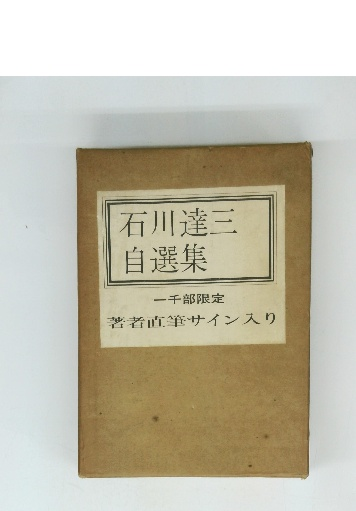 石川達三
自選集
一千部限定
著者直筆サイン入り